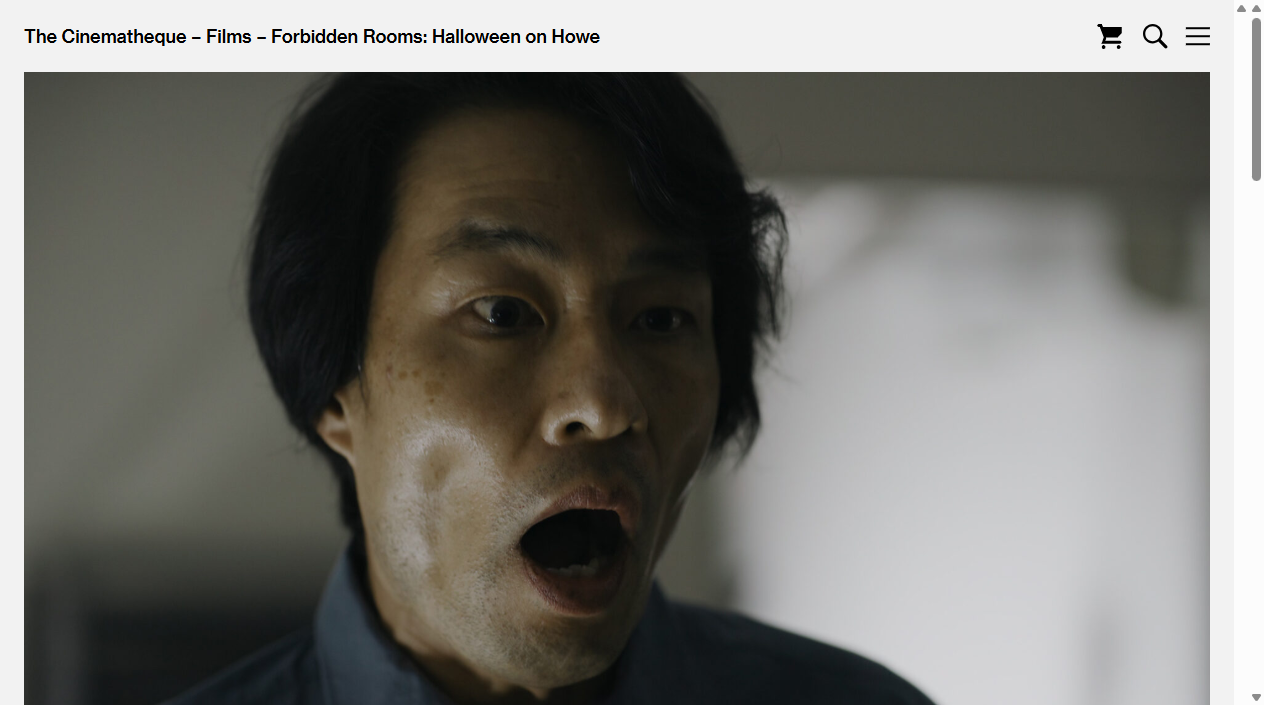 The Cinematheque – Films – Forbidden Rooms: Halloween on Howe